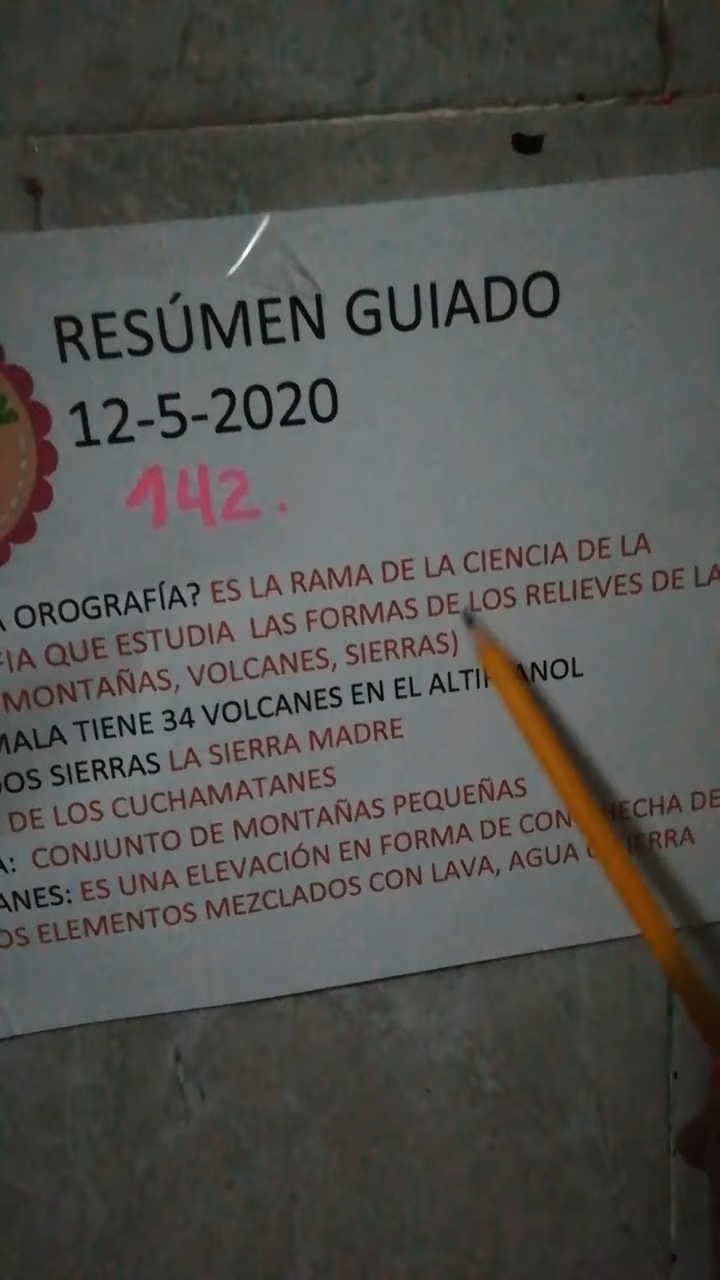 RESÚMEN GUIADO
12-5-2020
142.
A OROGRAFÍA? ES LA RAMA DE LA CIENCIA DE LA
FIA QUE ESTUDIA LAS FORMAS DE LOS RELIEVES DE LA
MONTAÑAS, VOLCANES, SIERRAS)
MALA TIENE 34 VOLCANES EN EL
DOS SIERRAS LA SIERRA MADRE
DE LOS CUCHAMATANES
A: CONJUNTO DE MONTAÑAS PEQUEÑAS
ANES: ES UNA ELEVACIÓN EN FORMA DE HECHA DE
OS ELEMENTOS MEZCLADOS CON LAVA, AGUA